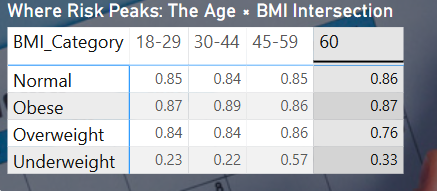 Where Risk Peaks: The Age × BMI Intersection
BMI_Category 18-29 30-44 45-59 60
Normal 0.85 0.84 0.85 0.86
Obese 0.87 0.89 0.86 0.87
Overweight 0.84 0.84 0.86 0.76
Underweight 0.23 0.22 0.57 0.33
8